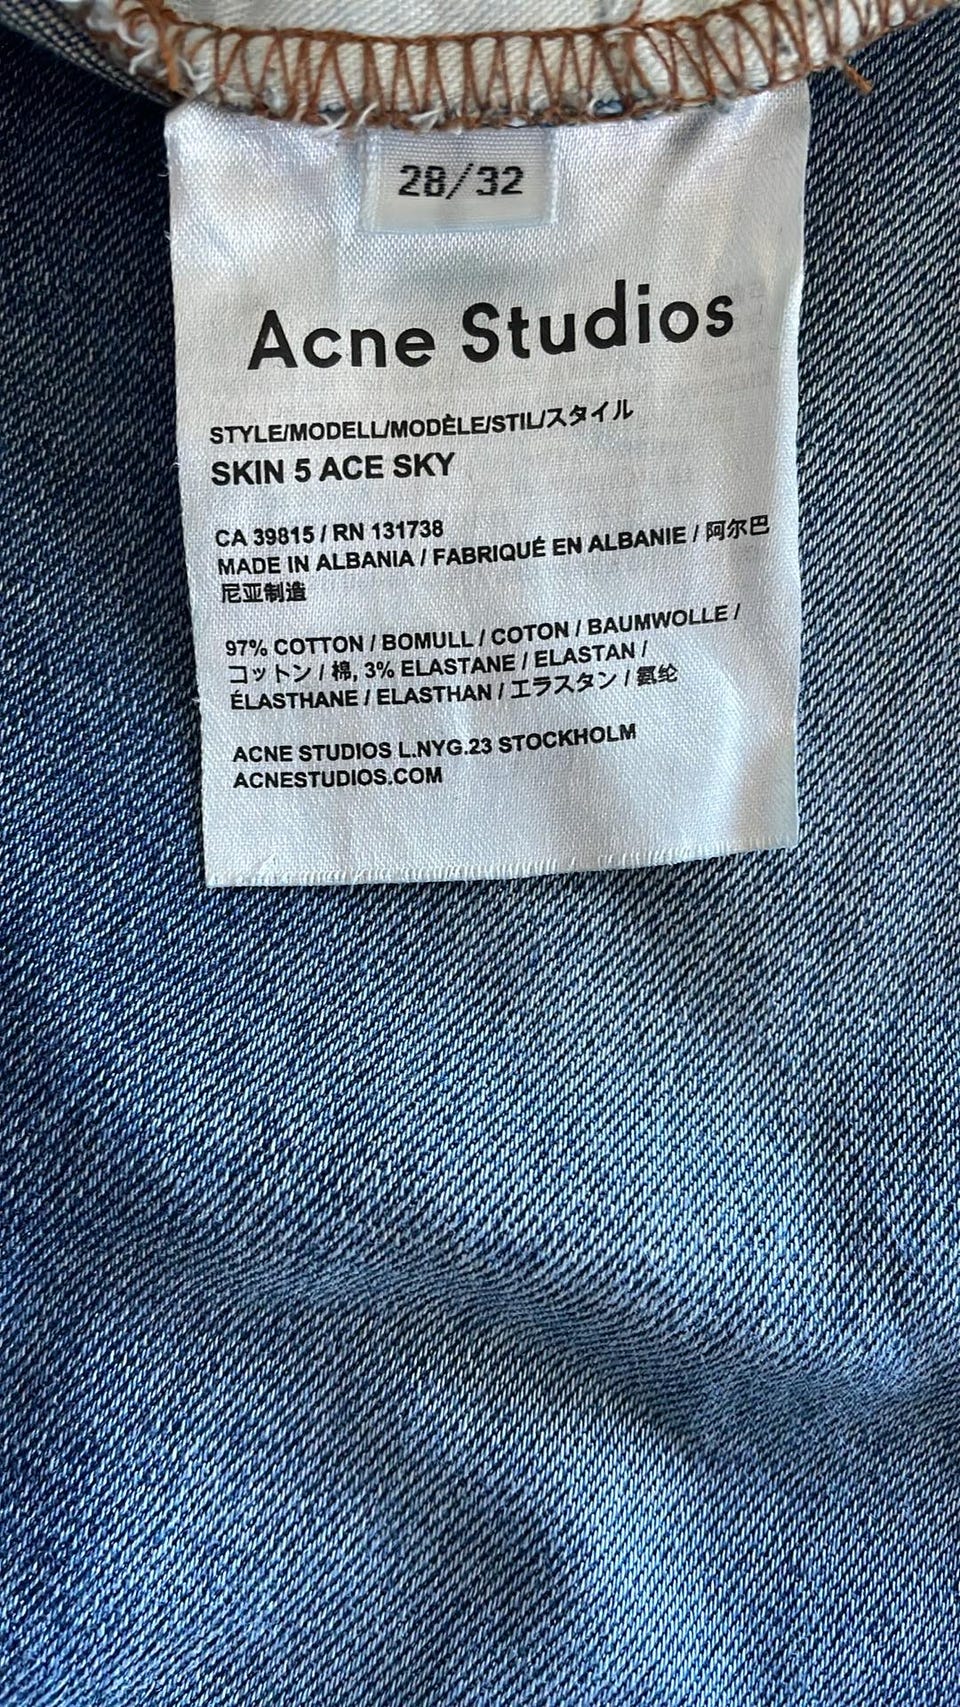 28/32
Acne Studios
STYLE/MODELL/MODÈLE/STIL/スタイル
SKIN 5 ACE SKY
CA 39815 / RN 131738
MADE IN ALBANIA / FABRIQUÉ EN ALBANIE / 阿尔巴
尼亚制造
97% COTTON / BOMULL / COTON / BAUMWOLLE /
コットン / 棉, 3% ELASTANE / ELASTAN /
ÉLASTHANE / ELASTHAN / エラスタン / 氨纶
ACNE STUDIOS L.NYG.23 STOCKHOLM
ACNESTUDIOS.COM